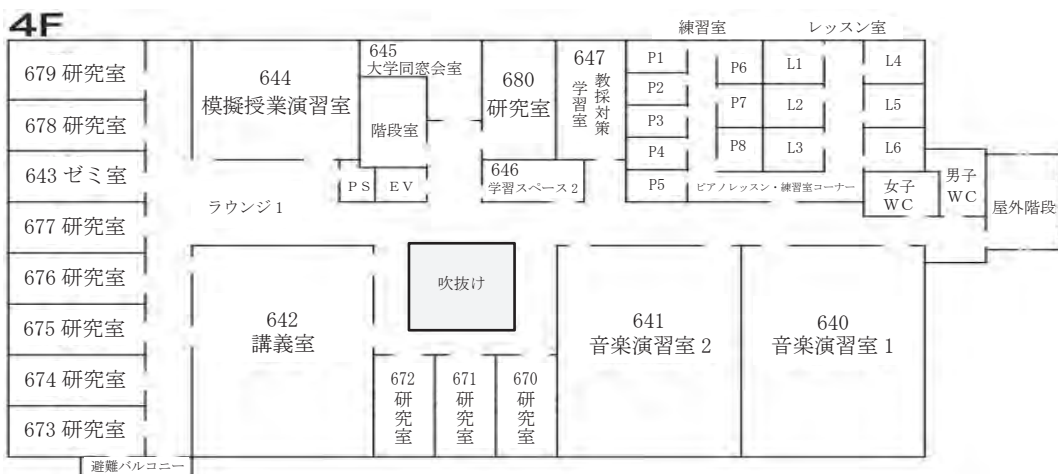 4F
練習室
レッスン室
679 研究室
678 研究室
643 ゼミ室
677 研究室
676 研究室
675 研究室
674 研究室
673 研究室
避難バルコニー
644
模擬授業演習室
645
大学同窓会室
階段室
PS
EV
ラウンジ 1
680
研究室
646
学習スペース 2
647
教採対策
学習室
P1
P2
P3
P4
P5
P6
P7
P8
L1
L2
L3
L4
L5
L6
ピアノレッスン・練習室コーナー
女子
WC
男子
WC
屋外階段
642
講義室
吹抜け
672
研究室
671
研究室
670
研究室
641
音楽演習室 2
640
音楽演習室 1